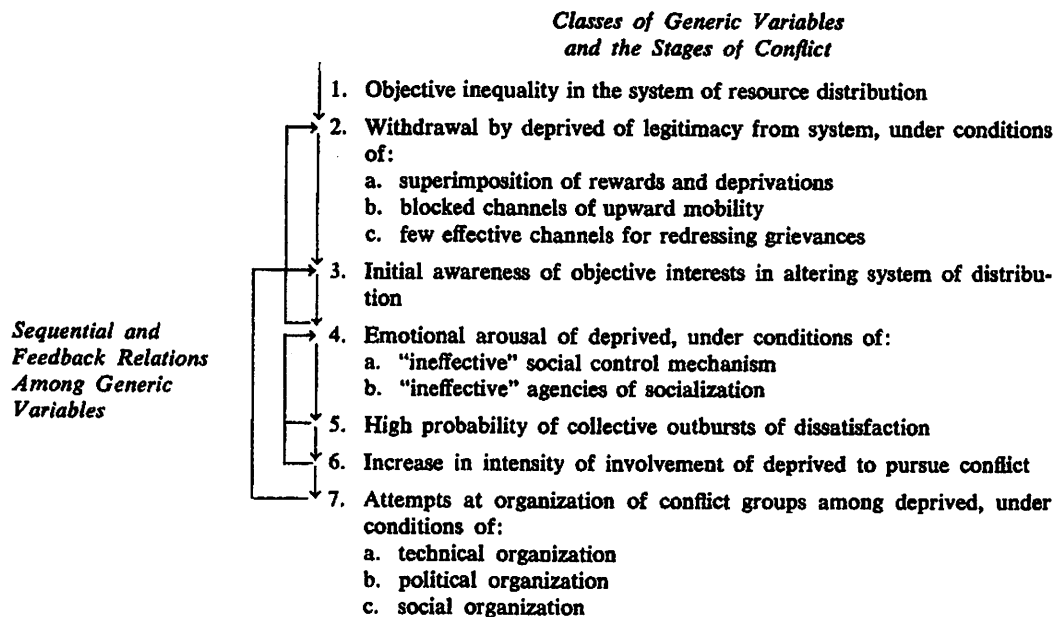 Classes of Generic Variables
and the Stages of Conflict
1. Objective inequality in the system of resource distribution
2. Withdrawal by deprived of legitimacy from system, under conditions
of:
a. superimposition of rewards and deprivations
b. blocked channels of upward mobility
c. few effective channels for redressing grievances
3. Initial awareness of objective interests in altering system of distribu-
tion
Sequential and
Feedback Relations
Among Generic
Variables
4. Emotional arousal of deprived, under conditions of:
a. “ineffective” social control mechanism
b. “ineffective” agencies of socialization
5. High probability of collective outbursts of dissatisfaction
6. Increase in intensity of involvement of deprived to pursue conflict
7. Attempts at organization of conflict groups among deprived, under
conditions of:
a. technical organization
b. political organization
c. social organization